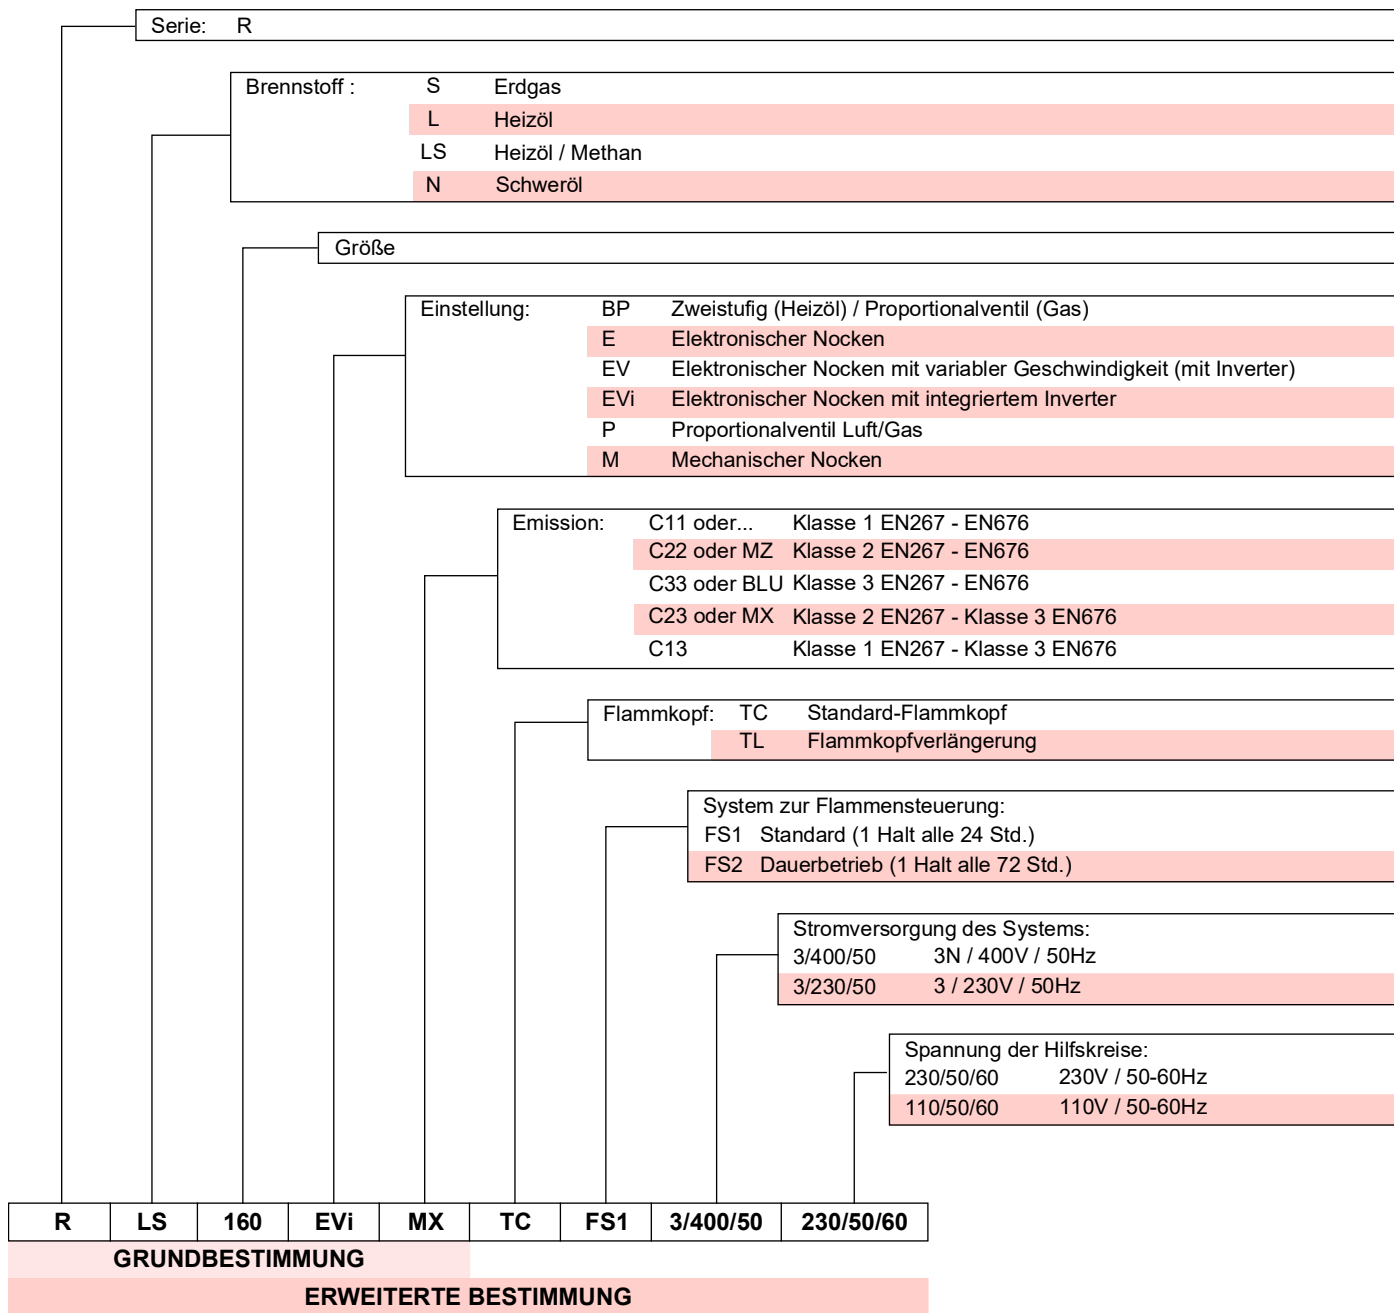 Serie: R
Brennstoff : S Erdgas
L Heizöl
LS Heizöl / Methan
N Schweröl
Größe
Einstellung: BP Zweistufig (Heizöl) / Proportionalventil (Gas)
E Elektronischer Nocken
EV Elektronischer Nocken mit variabler Geschwindigkeit (mit Inverter)
EVi Elektronischer Nocken mit integriertem Inverter
P Proportionalventil Luft/Gas
M Mechanischer Nocken
Emission: C11 oder... Klasse 1 EN267 - EN676
C22 oder MZ Klasse 2 EN267 - EN676
C33 oder BLU Klasse 3 EN267 - EN676
C23 oder MX Klasse 2 EN267 - Klasse 3 EN676
C13 Klasse 1 EN267 - Klasse 3 EN676
Flammkopf: TC Standard-Flammkopf
TL Flammkopfverlängerung
System zur Flammensteuerung:
FS1 Standard (1 Halt alle 24 Std.)
FS2 Dauerbetrieb (1 Halt alle 72 Std.)
Stromversorgung des Systems:
3/400/50 3N / 400V / 50Hz
3/230/50 3 / 230V / 50Hz
Spannung der Hilfskreise:
230/50/60 230V / 50-60Hz
110/50/60 110V / 50-60Hz
R LS 160 EVi MX TC FS1 3/400/50 230/50/60
GRUNDBESTIMMUNG
ERWEITERTE BESTIMMUNG